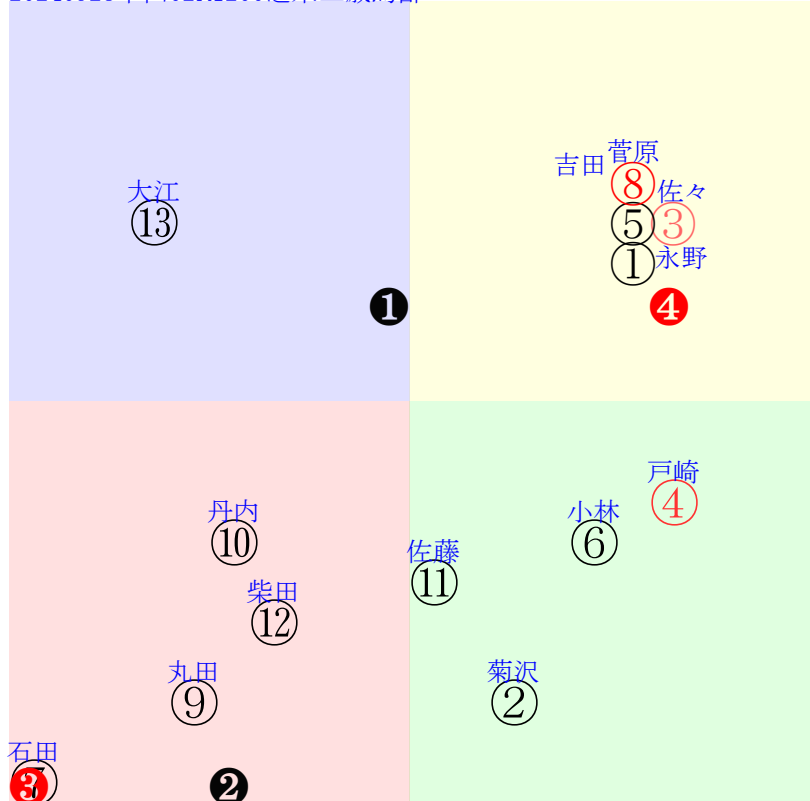 菅原
吉田
⑧
大江
佐々
⑬
⑤
③
①
永野
❶
❹
戸崎
④
丹内
小林
⑩
⑥
佐藤
⑪
柴田
⑫
丸田
菊沢
⑨
②
石田
❸
❷